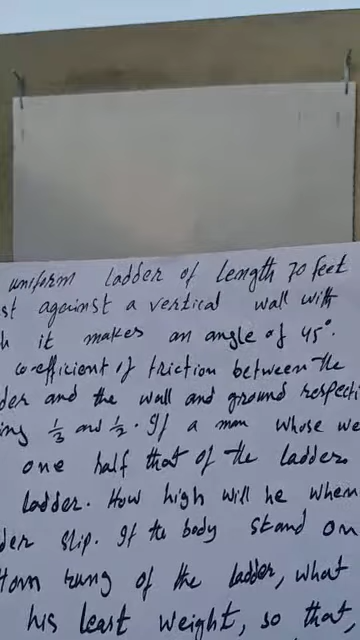 uniform ladder of length 70 feet
st against a vertical wall with
h it makes an angle of 45°.
co-efficient of friction between the
der and the wall and ground respecti
ing 1/3 and 1/2. If a man whose we
one half that of the ladder
ladder. How high will he when
der slip. If the body stand on
tom rung of the ladder, what
his least weight, so that,